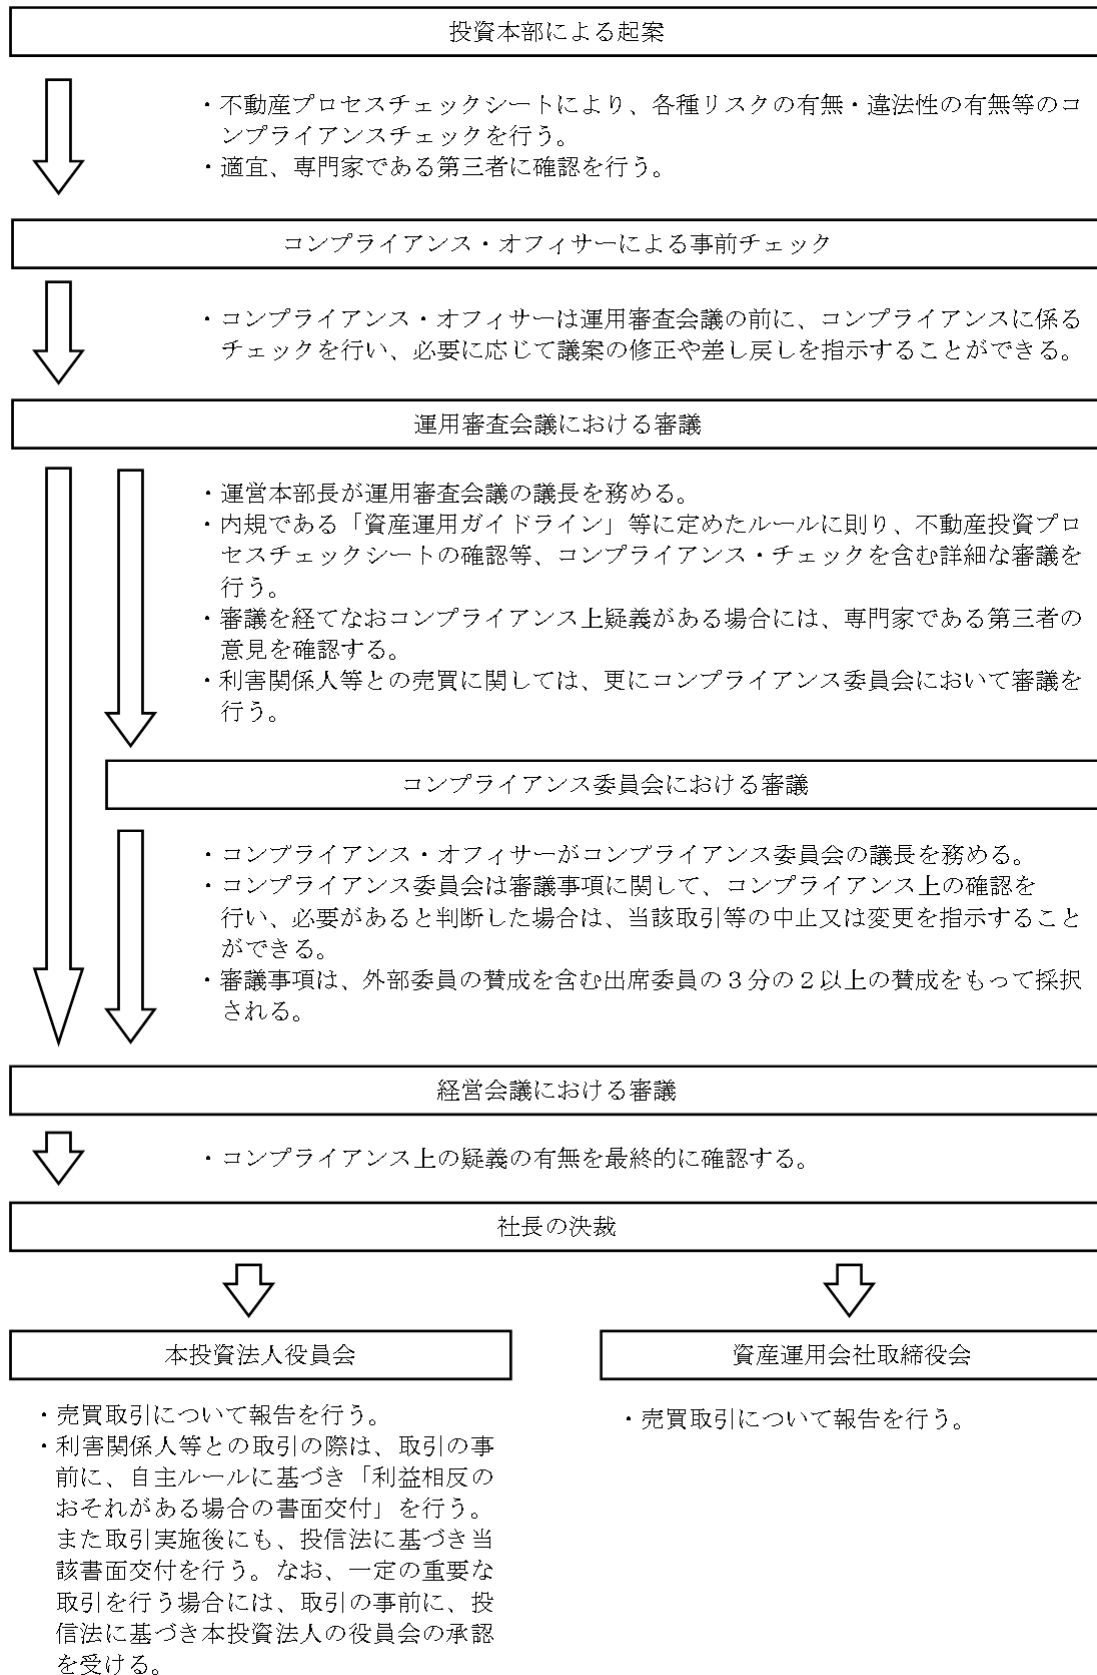 投資本部による起案
・不動産プロセスチェックシートにより、各種リスクの有無・違法性の有無等のコ
ンプライアンスチェックを行う。
・適宜、専門家である第三者に確認を行う。
コンプライアンス・オフィサーによる事前チェック
・コンプライアンス・オフィサーは運用審査会議の前に、コンプライアンスに係る
チェックを行い、必要に応じて議案の修正や差し戻しを指示することができる。
運用審査会議における審議
・運営本部長が運用審査会議の議長を務める。
・内規である「資産運用ガイドライン」等に定めたルールに則り、不動産投資プロ
セスチェックシートの確認等、コンプライアンス・チェックを含む詳細な審議を
行う。
・審議を経てなおコンプライアンス上疑義がある場合には、専門家である第三者の
意見を確認する。
・利害関係人等との売買に関しては、更にコンプライアンス委員会において審議を
行う。
コンプライアンス委員会における審議
・コンプライアンス・オフィサーがコンプライアンス委員会の議長を務める。
・コンプライアンス委員会は審議事項に関して、コンプライアンス上の確認を
行い、必要があると判断した場合は、当該取引等の中止又は変更を指示すること
ができる。
・審議事項は、外部委員の賛成を含む出席委員の3分の2以上の賛成をもって採択
される。
経営会議における審議
・コンプライアンス上の疑義の有無を最終的に確認する。
社長の決裁
本投資法人役員会
・売買取引について報告を行う。
・利害関係人等との取引の際は、取引の事
前に、自主ルールに基づき「利益相反の
おそれがある場合の書面交付」を行う。
また取引実施後にも、投信法に基づき当
該書面交付を行う。なお、一定の重要な
取引を行う場合には、取引の事前に、投
信法に基づき本投資法人の役員会の承認
を受ける。
資産運用会社取締役会
・売買取引について報告を行う。